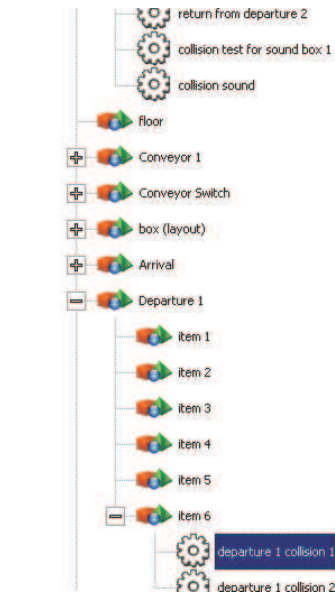 return from departure 2
collision test for sound box 1
collision sound
floor
Conveyor 1
Conveyor Switch
box (layout)
Arrival
Departure 1
item 1
item 2
item 3
item 4
item 5
item 6
departure 1 collision 1
departure 1 collision 2